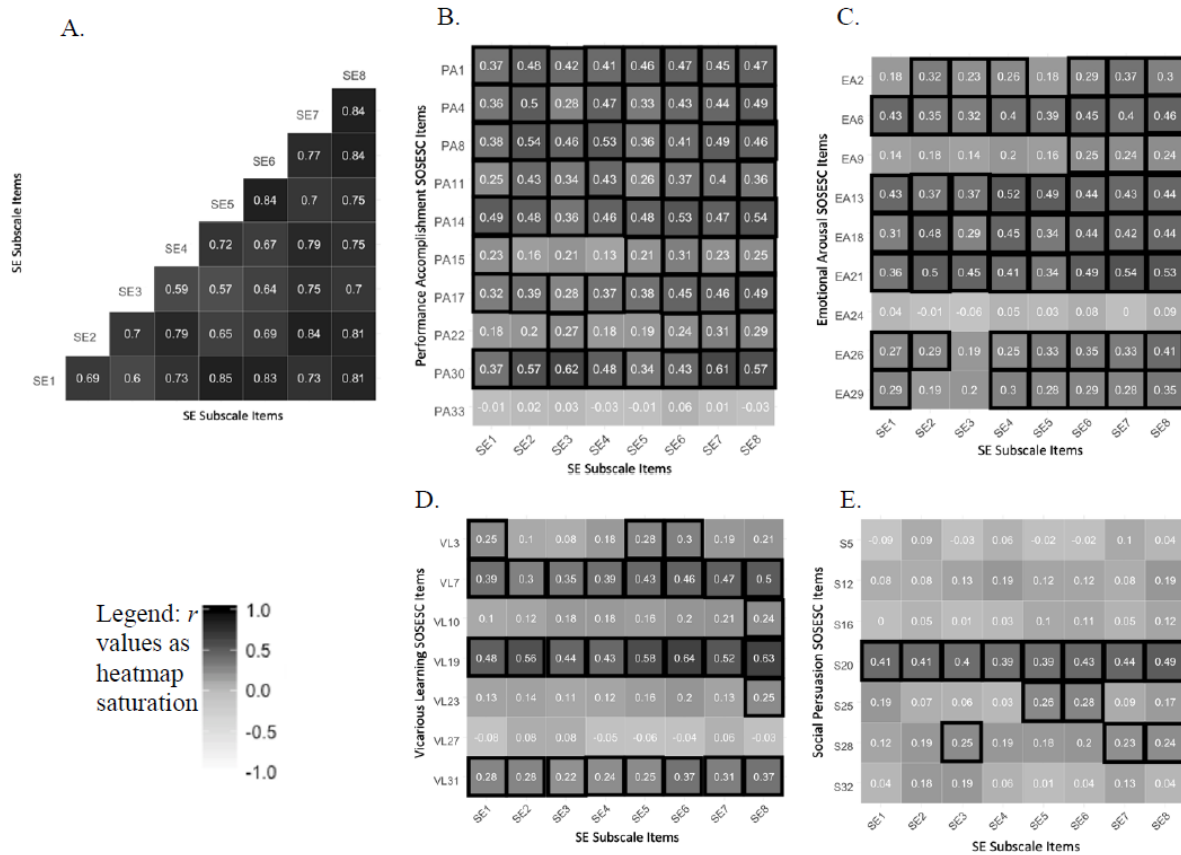 A.
SE8
SE7 0.84
SE6 0.77 0.84
SE5 0.84 0.7 0.75
SE4 0.72 0.67 0.79 0.75
SE3 0.59 0.57 0.64 0.75 0.7
SE2 0.7 0.79 0.65 0.69 0.84 0.81
SE1 0.69 0.6 0.73 0.85 0.83 0.73 0.81
SE Subscale Items
SE Subscale Items
B.
Performance Accomplishment SOSESC Items
PA1 0.37 0.48 0.42 0.41 0.46 0.47 0.45 0.47
PA4 0.36 0.5 0.28 0.47 0.33 0.43 0.44 0.49
PA8 0.38 0.54 0.46 0.53 0.36 0.41 0.49 0.46
PA11 0.25 0.43 0.34 0.43 0.26 0.37 0.4 0.36
PA14 0.49 0.48 0.36 0.46 0.48 0.53 0.47 0.54
PA15 0.23 0.16 0.21 0.13 0.21 0.31 0.23 0.25
PA17 0.32 0.39 0.28 0.37 0.38 0.45 0.46 0.49
PA22 0.18 0.2 0.27 0.18 0.19 0.24 0.31 0.29
PA30 0.37 0.57 0.62 0.48 0.34 0.43 0.61 0.57
PA33 -0.01 0.02 0.03 -0.03 -0.01 0.06 0.01 -0.03
SE1 SE2 SE3 SE4 SE5 SE6 SE7 SE8
SE Subscale Items
C.
Emotional Arousal SOSESC Items
EA2 0.18 0.32 0.23 0.26 0.18 0.29 0.37 0.3
EA6 0.43 0.35 0.32 0.4 0.39 0.45 0.4 0.46
EA9 0.14 0.18 0.14 0.2 0.16 0.25 0.24 0.24
EA13 0.43 0.37 0.37 0.52 0.49 0.44 0.43 0.44
EA18 0.31 0.48 0.29 0.45 0.34 0.44 0.42 0.44
EA21 0.36 0.5 0.45 0.41 0.34 0.49 0.54 0.53
EA24 0.04 -0.01 -0.06 0.05 0.03 0.08 0 0.09
EA26 0.27 0.29 0.19 0.25 0.33 0.35 0.33 0.41
EA29 0.29 0.19 0.2 0.3 0.28 0.29 0.28 0.35
SE1 SE2 SE3 SE4 SE5 SE6 SE7 SE8
SE Subscale Items
Legend: r
values as
heatmap
saturation
1.0
0.5
0.0
-0.5
-1.0
D.
Vicarious Learning SOSESC Items
VL3 0.25 0.1 0.08 0.18 0.28 0.3 0.19 0.21
VL7 0.39 0.3 0.35 0.39 0.43 0.46 0.47 0.5
VL10 0.1 0.12 0.18 0.18 0.16 0.2 0.21 0.24
VL19 0.48 0.56 0.44 0.43 0.58 0.64 0.52 0.63
VL23 0.13 0.14 0.11 0.12 0.16 0.2 0.13 0.25
VL27 0.06 0.08 -0.05 -0.06 -0.04 0.06 -0.03
VL31 0.28 0.28 0.22 0.24 0.25 0.37 0.31 0.37
SE1 SE2 SE3 SE4 SE5 SE6 SE7 SE8
SE Subscale Items
E.
Social Persuasion SOSESC Items
S5 -0.09 0.09 -0.03 0.06 -0.02 -0.02 0.1 0.04
S12 0.08 0.08 0.13 0.19 0.12 0.12 0.08 0.19
S16 0 0.05 0.01 0.03 0.1 0.11 0.05 0.12
S20 0.41 0.41 0.4 0.39 0.39 0.43 0.44 0.49
S25 0.19 0.07 0.06 0.03 0.26 0.28 0.09 0.17
S28 0.12 0.19 0.25 0.19 0.18 0.2 0.23 0.24
S32 0.04 0.18 0.19 0.06 0.01 0.04 0.13 0.04
SE1 SE2 SE3 SE4 SE5 SE6 SE7 SE8
SE Subscale Items